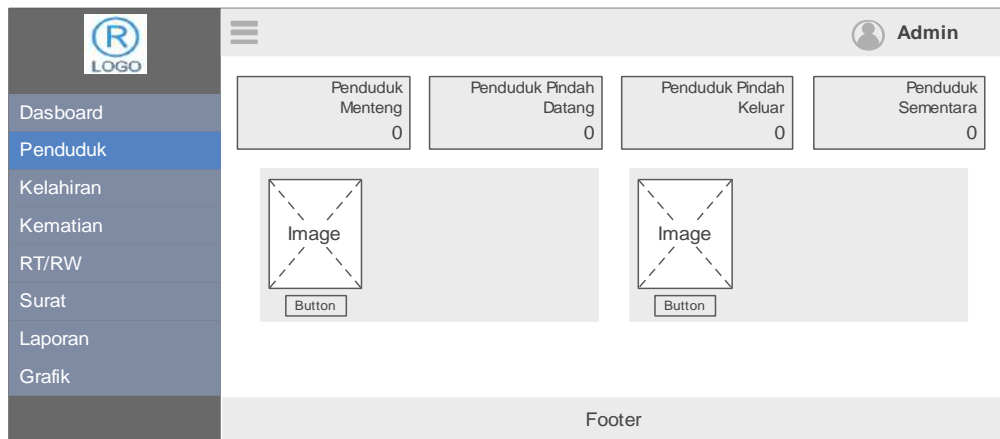 R
LOGO
Admin
Dasboard
Penduduk
Kelahiran
Kematian
RT/RW
Surat
Laporan
Grafik
Penduduk
Menteng
0
Penduduk Pindah
Datang
0
Penduduk Pindah
Keluar
0
Penduduk
Sementara
0
Image
Button
Image
Button
Footer